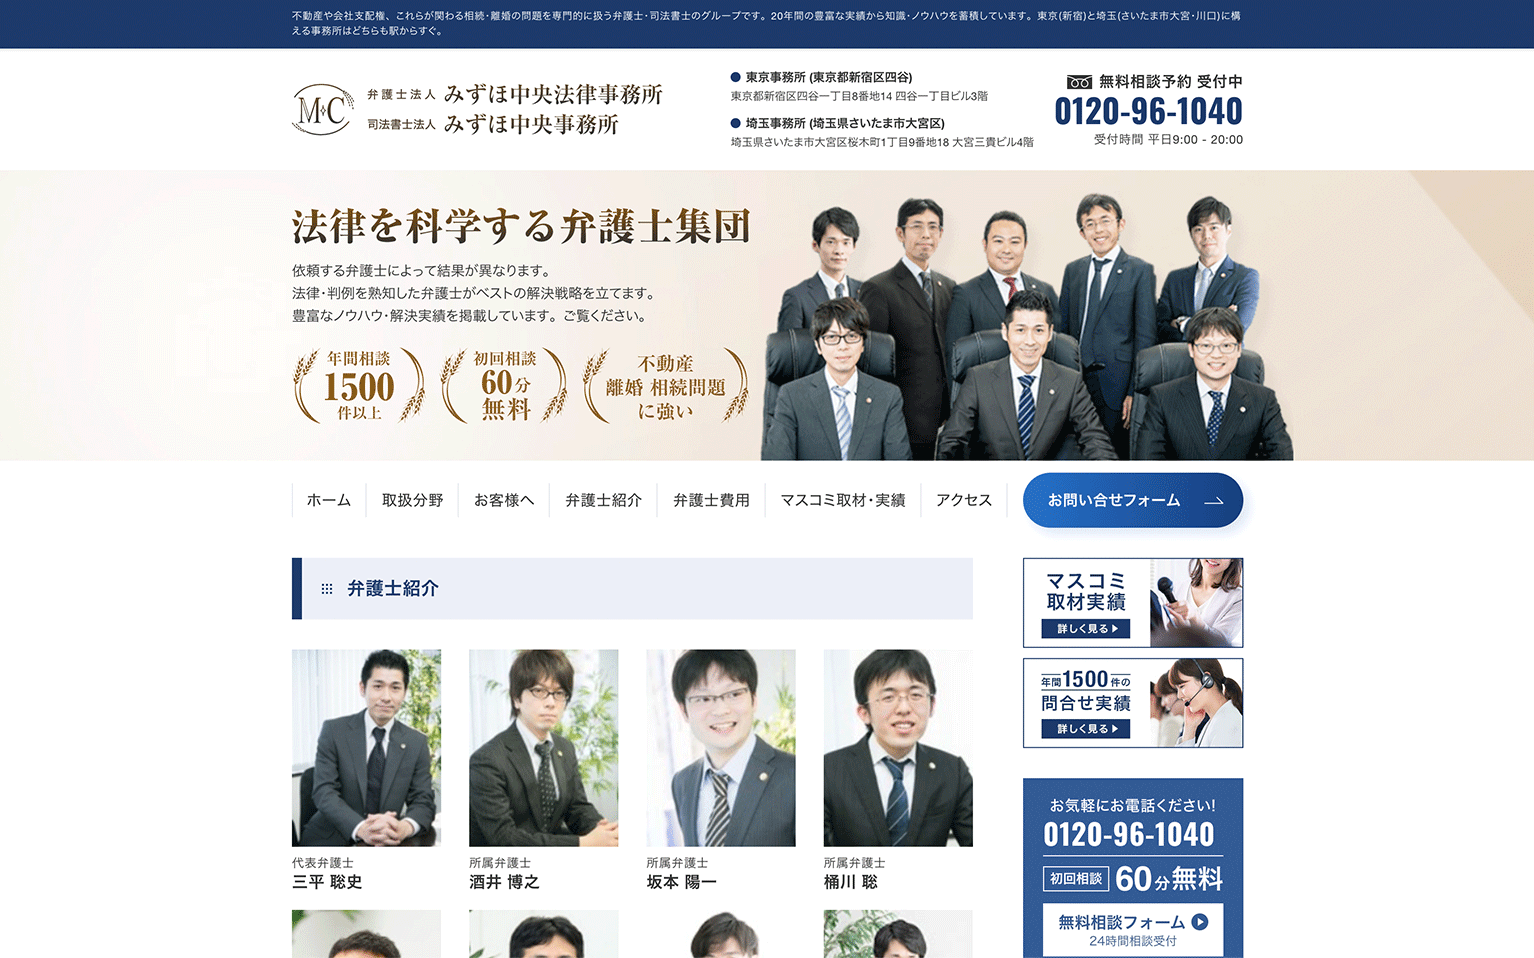 不動産や会社支配権、これらが関わる相続・離婚の問題を専門的に扱う弁護士・司法書士のグループです。20年間の豊富な実績から知識・ノウハウを蓄積しています。東京(新宿)と埼玉(さいたま市大宮・川口)に構
える事務所はどちらも駅からすぐ。
M・C
弁護士法人 みずほ中央法律事務所
司法書士法人 みずほ中央事務所
● 東京事務所 (東京都新宿区四谷)
東京都新宿区四谷一丁目8番地14 四谷一丁目ビル3階
● 埼玉事務所 (埼玉県さいたま市大宮区)
埼玉県さいたま市大宮区桜木町1丁目9番地18 大宮三貴ビル4階
無料相談予約 受付中
0120-96-1040
受付時間 平日9:00 - 20:00
法律を科学する弁護士集団
依頼する弁護士によって結果が異なります。
法律・判例を熟知した弁護士がベストの解決戦略を立てます。
豊富なノウハウ・解決実績を掲載しています。ご覧ください。
年間相談
1500
件以上
初回相談
60分
無料
不動産
離婚 相続問題
に強い
ホーム
取扱分野
お客様へ
弁護士紹介
弁護士費用
マスコミ取材・実績
アクセス
お問い合せフォーム
弁護士紹介
代表弁護士
三平 聡史
所属弁護士
酒井 博之
所属弁護士
坂本 陽一
所属弁護士
桶川 聡
マスコミ
取材実績
詳しく見る
年間1500件の
問合せ実績
詳しく見る
お気軽にお電話ください!
0120-96-1040
初回相談 60分無料
無料相談フォーム
24時間相談受付